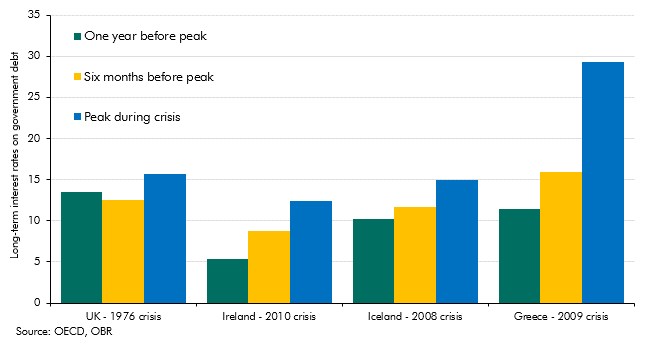 35
30
25
20
15
10
5
0
Long-term interest rates on government debt
One year before peak
Six months before peak
Peak during crisis
UK - 1976 crisis
Ireland - 2010 crisis
Iceland - 2008 crisis
Greece - 2009 crisis
Source: OECD, OBR